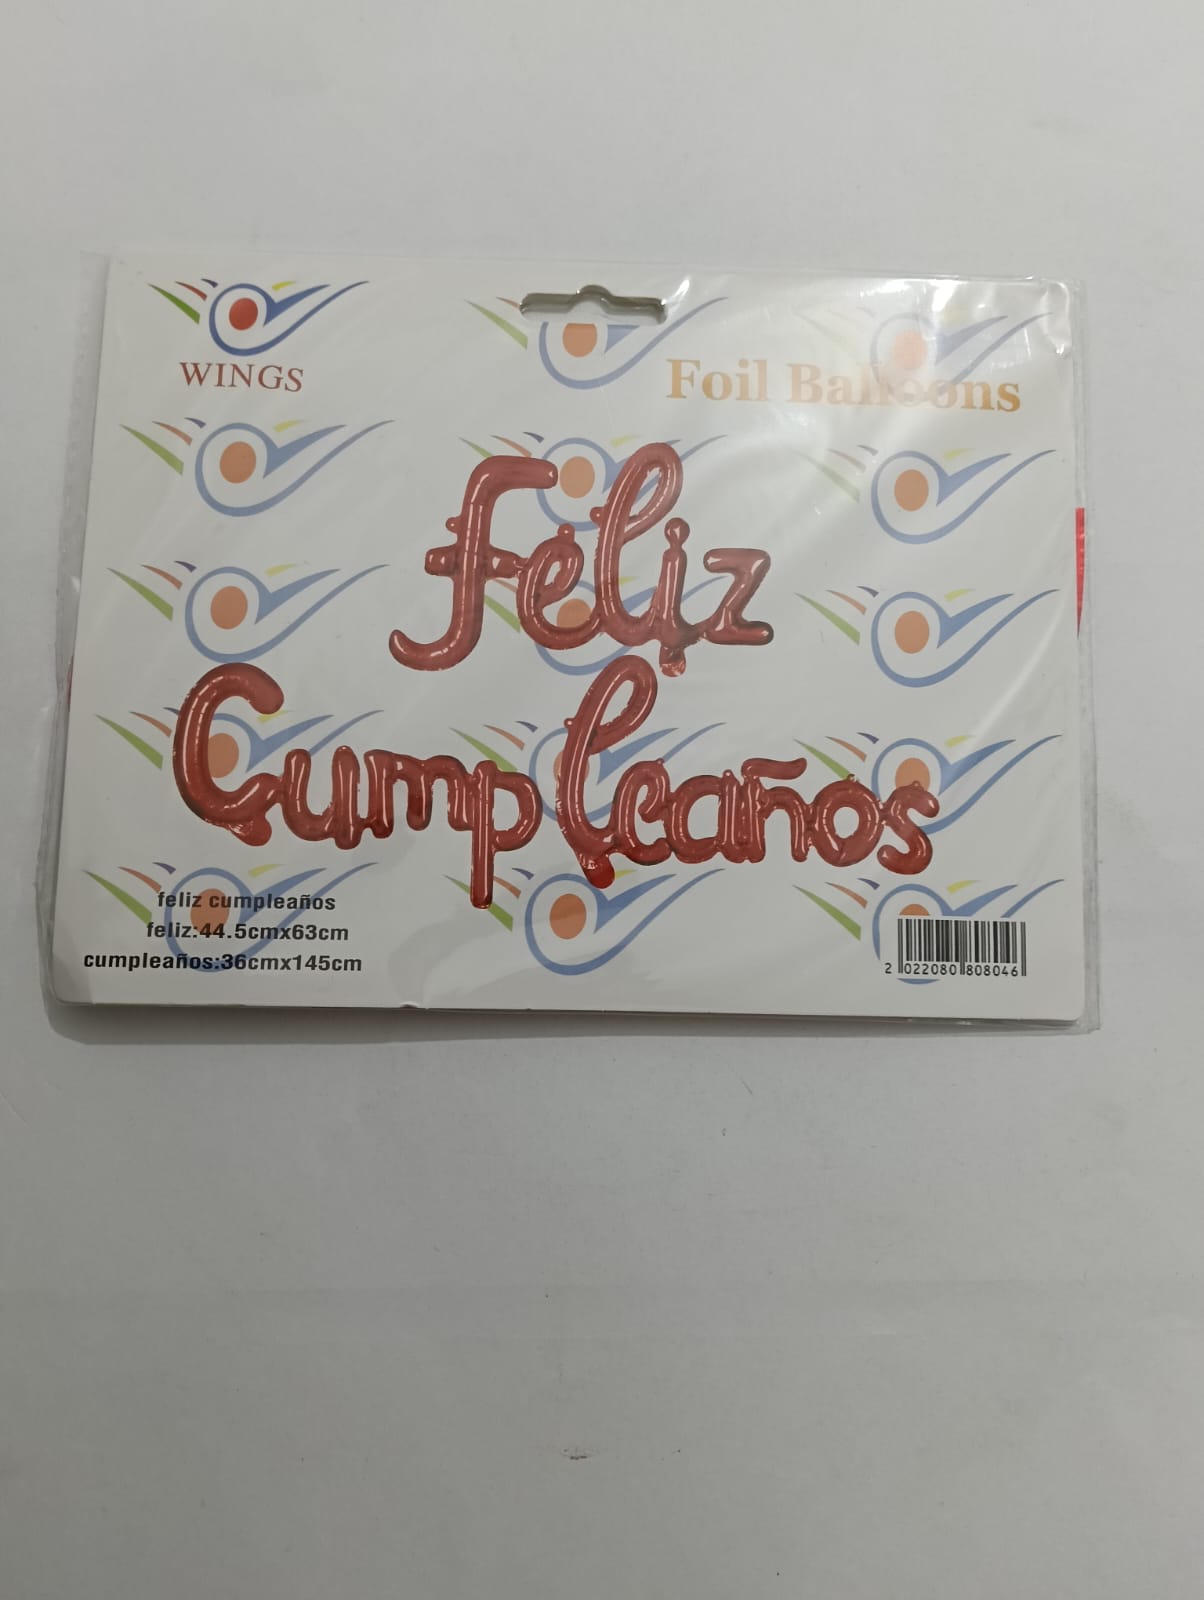 WINGS
Foil Balloons
Feliz
Cumpleaños
feliz cumpleaños
feliz:44.5cmx63cm
cumpleaños:36cmx145cm
2 022080 808046